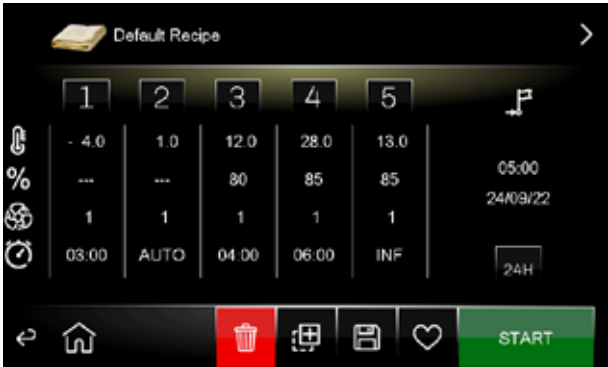 Default Recipe
1 2 3 4 5
- 4.0 1.0 12.0 28.0 13.0
% --- --- 80 85 85
05:00
1 1 1 1 1
24/09/22
03:00 AUTO 04:00 06:00 INF
24H
START